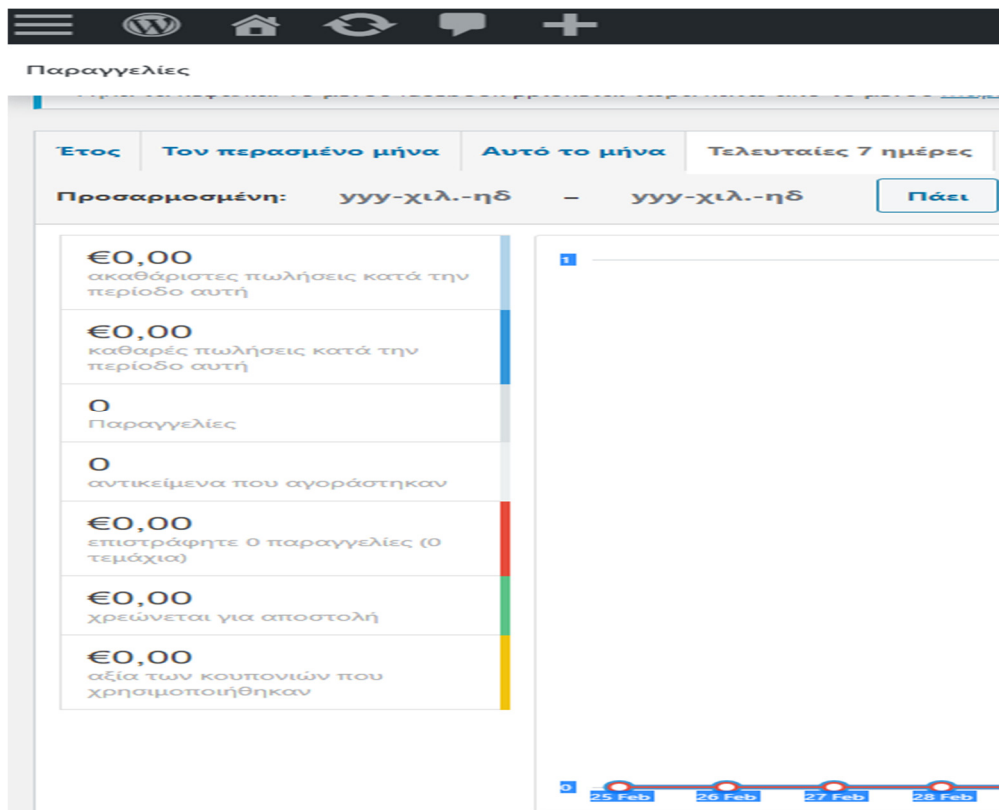 Παραγγελίες
Έτος Τον περασμένο μήνα Αυτό το μήνα Τελευταίες 7 ημέρες
Προσαρμοσμένη: yyy-χιλ.-ηδ – yyy-χιλ.-ηδ Πάει
€0,00
ακαθάριστες πωλήσεις κατά την
περίοδο αυτή
€0,00
καθαρές πωλήσεις κατά την
περίοδο αυτή
0
Παραγγελίες
0
αντικείμενα που αγοράστηκαν
€0,00
επιστράφητε 0 παραγγελίες (0
τεμάχια)
€0,00
χρεώνεται για αποστολή
€0,00
αξία των κουπονιών που
χρησιμοποιήθηκαν
1
0
25 Feb 26 Feb 27 Feb 28 Feb